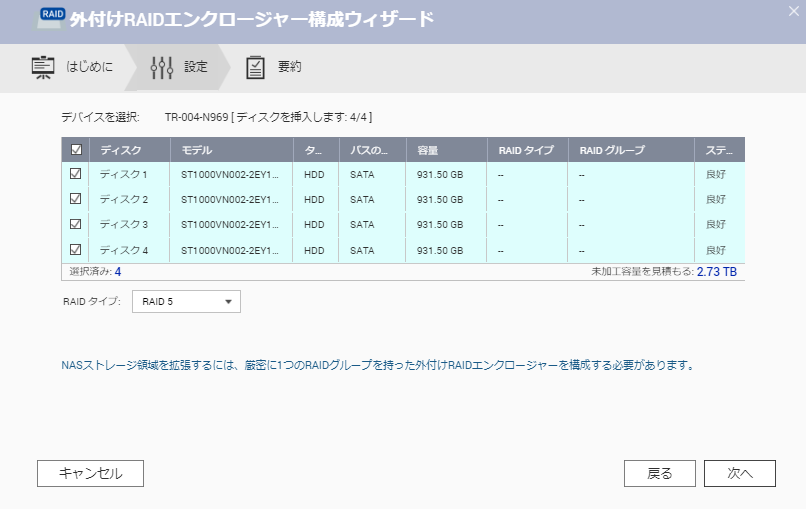 RAID 外付けRAIDエンクロージャー構成ウィザード
はじめに 設定 要約
デバイスを選択: TR-004-N969 [ ディスクを挿入します: 4/4 ]
ディスク モデル タ... バスの... 容量 RAID タイプ RAID グループ ステ...
ディスク 1 ST1000VN002-2EY1... HDD SATA 931.50 GB -- -- 良好
ディスク 2 ST1000VN002-2EY1... HDD SATA 931.50 GB -- -- 良好
ディスク 3 ST1000VN002-2EY1... HDD SATA 931.50 GB -- -- 良好
ディスク 4 ST1000VN002-2EY1... HDD SATA 931.50 GB -- -- 良好
選択済み: 4 未加工容量を見積もる: 2.73 TB
RAID タイプ: RAID 5
NASストレージ領域を拡張するには、厳密に1つのRAIDグループを持った外付けRAIDエンクロージャーを構成する必要があります。
キャンセル 戻る 次へ